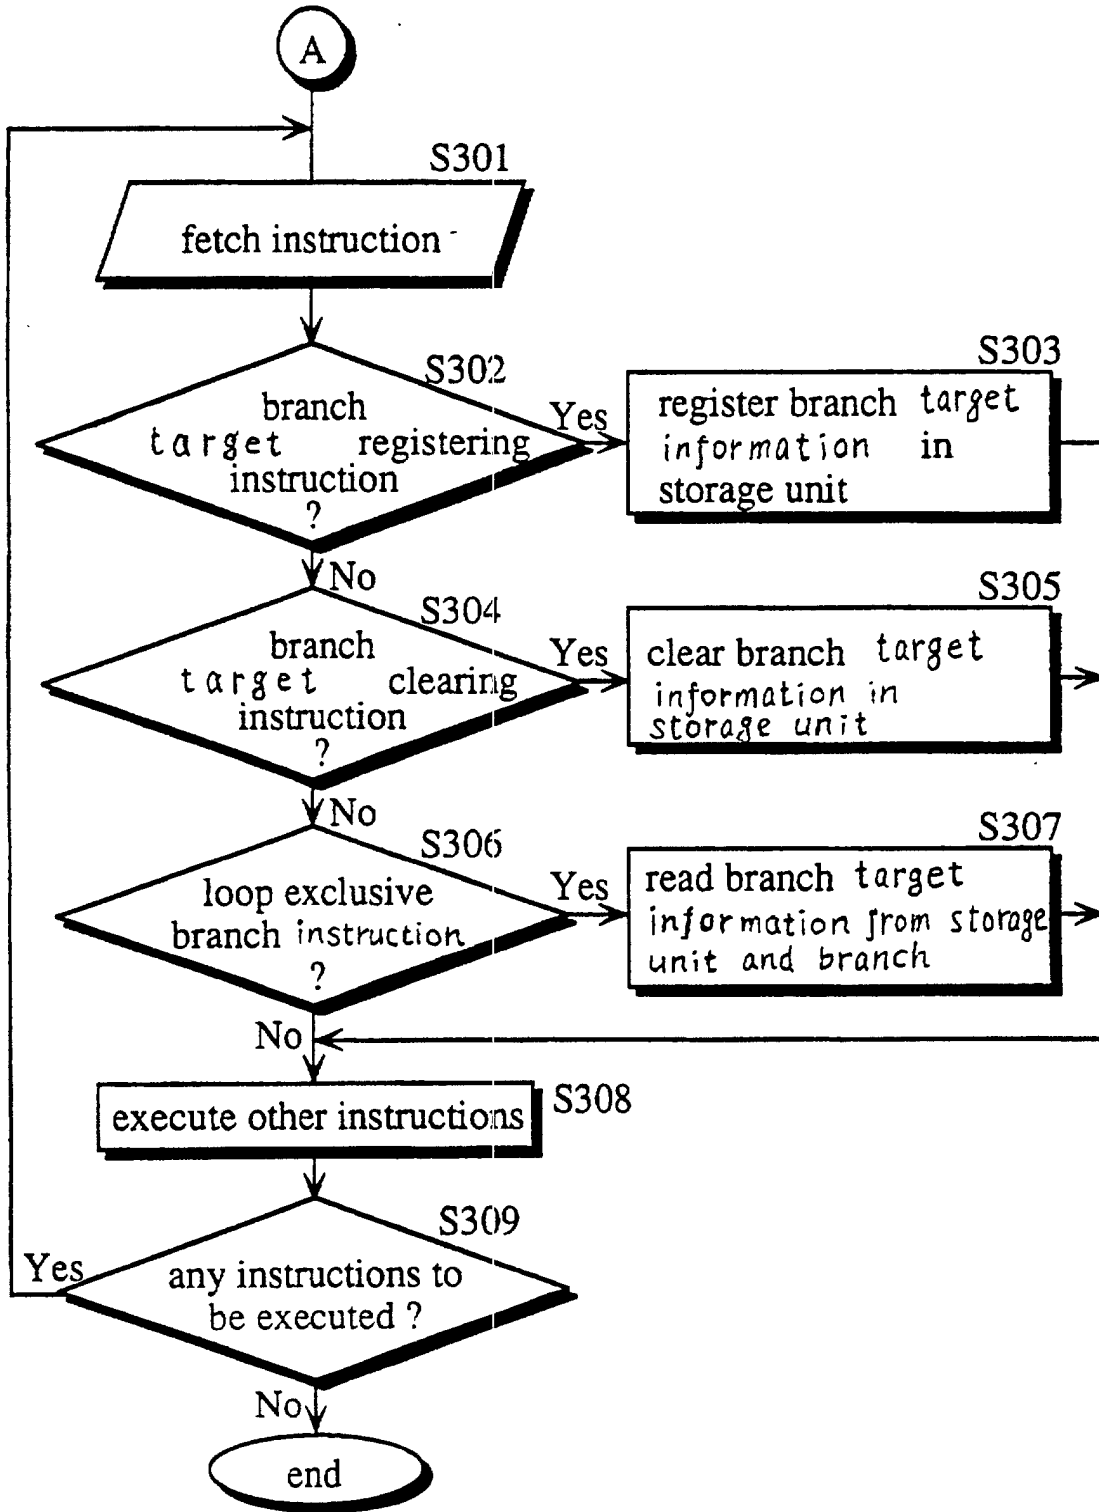 A
S301
fetch instruction
S302
branch
target registering
instruction
?
Yes
S303
register branch target
information in
storage unit
No
S304
branch
target clearing
instruction
?
Yes
S305
clear branch target
information in
storage unit
No
S306
loop exclusive
branch instruction
?
Yes
S307
read branch target
information from storage
unit and branch
No
execute other instructions
S308
S309
Yes
any instructions to
be executed ?
No
end